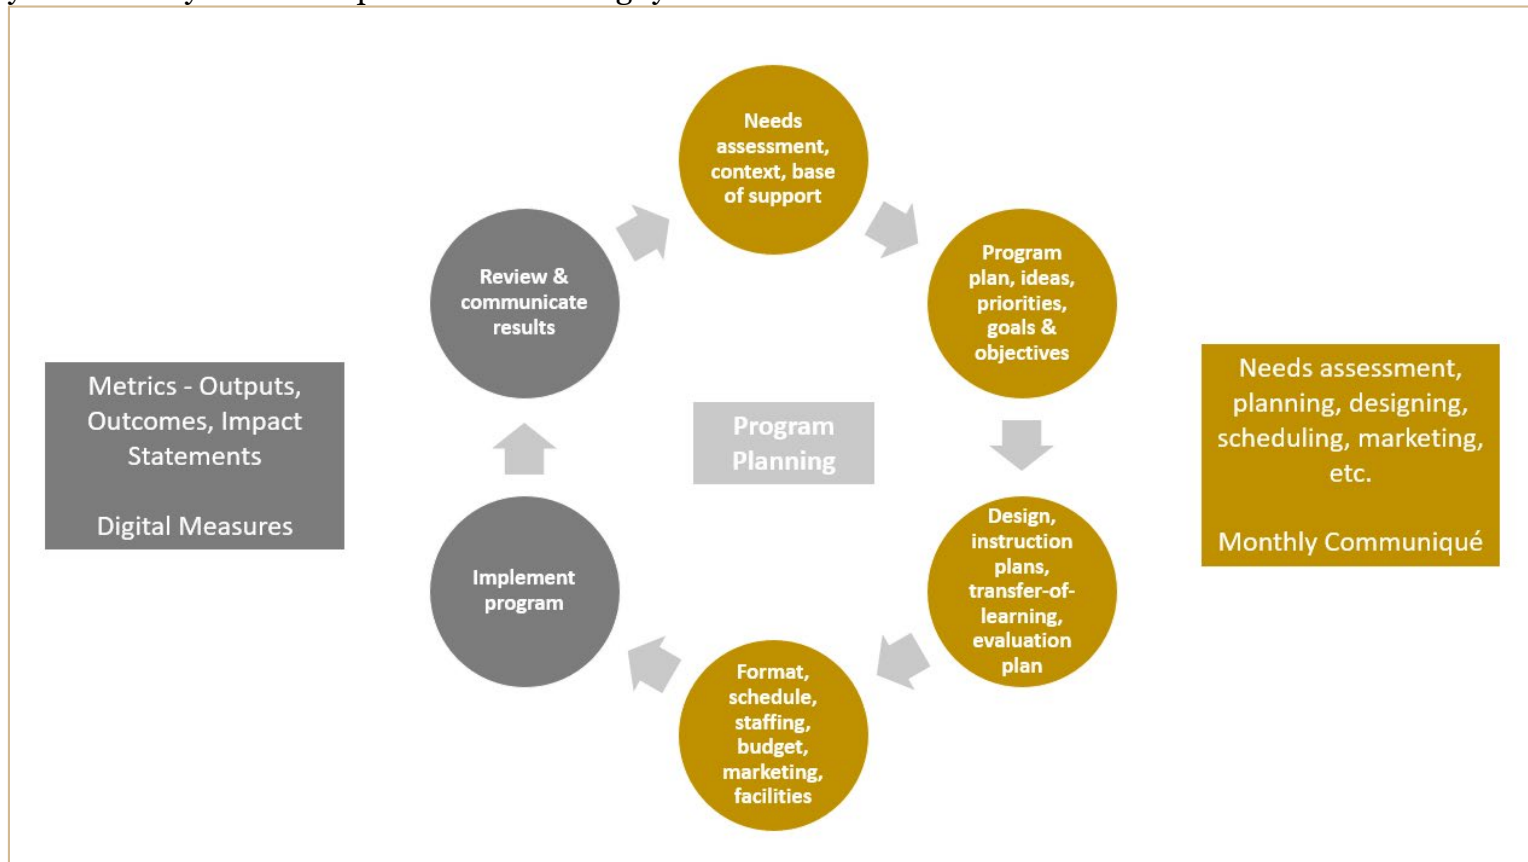 Needs
assessment,
context, base
of support
Program
plan, ideas,
priorities,
goals &
objectives
Design,
instruction
plans,
transfer-of-
learning,
evaluation
plan
Format,
schedule,
staffing,
budget,
marketing,
facilities
Implement
program
Review &
communicate
results
Program
Planning
Metrics - Outputs,
Outcomes, Impact
Statements
Digital Measures
Needs assessment,
planning, designing,
scheduling, marketing,
etc.
Monthly Communiqué